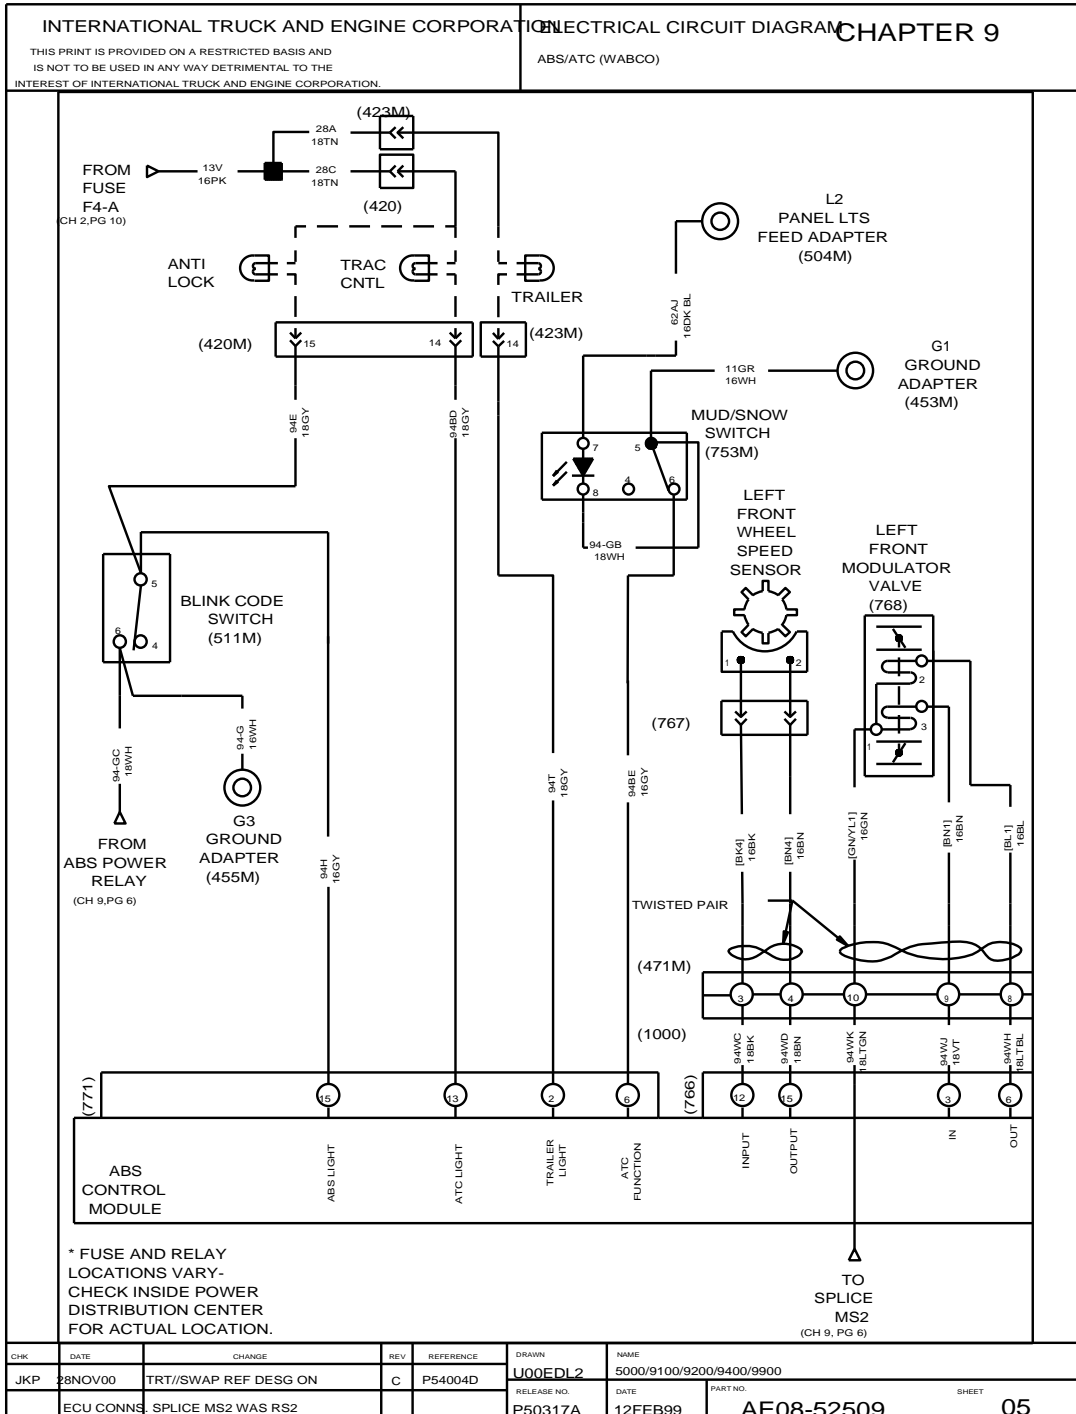 INTERNATIONAL TRUCK AND ENGINE CORPORATION
THIS PRINT IS PROVIDED ON A RESTRICTED BASIS AND
IS NOT TO BE USED IN ANY WAY DETRIMENTAL TO THE
INTEREST OF INTERNATIONAL TRUCK AND ENGINE CORPORATION.
ELECTRICAL CIRCUIT DIAGRAM
CHAPTER 9
ABS/ATC (WABCO)
(423M)
28A
18TN
FROM
FUSE
F4-A
(CH 2,PG 10)
13V
16PK
28C
18TN
(420)
ANTI
LOCK
TRAC
CNTL
TRAILER
(420M)
15
14
14
(423M)
L2
PANEL LTS
FEED ADAPTER
(504M)
62AJ
16DK BL
11GR
16WH
G1
GROUND
ADAPTER
(453M)
MUD/SNOW
SWITCH
(753M)
7
5
8
4
6
94-GB
18WH
94E
18GY
94BD
18GY
BLINK CODE
SWITCH
(511M)
5
6
4
94-GC
18WH
94-G
16WH
FROM
ABS POWER
RELAY
(CH 9,PG 6)
G3
GROUND
ADAPTER
(455M)
94H
16GY
94T
18GY
94BE
16GY
LEFT
FRONT
WHEEL
SPEED
SENSOR
1
2
(767)
LEFT
FRONT
MODULATOR
VALVE
(768)
2
3
1
[BK4]
16BK
[BN4]
16BN
[GN/YL1]
16GN
[BN1]
16BN
[BL1]
16BL
TWISTED PAIR
(471M)
3
4
10
9
8
(1000)
94WC
18BK
94WD
18BN
94WK
18LTGN
94WJ
18VT
94WH
18LTBL
(771)
15
13
2
6
(766)
12
15
3
6
ABS
CONTROL
MODULE
ABS LIGHT
ATC LIGHT
TRAILER
LIGHT
ATC
FUNCTION
INPUT
OUTPUT
IN
OUT
* FUSE AND RELAY
LOCATIONS VARY-
CHECK INSIDE POWER
DISTRIBUTION CENTER
FOR ACTUAL LOCATION.
TO
SPLICE
MS2
(CH 9, PG 6)
CHK DATE CHANGE REV REFERENCE
JKP 28NOV00 TRT//SWAP REF DESG ON C P54004D
ECU CONNS. SPLICE MS2 WAS RS2
DRAWN
U00EDL2
NAME
5000/9100/9200/9400/9900
RELEASE NO.
P50317A
DATE
12FEB99
PART NO.
AE08-52509
SHEET
05